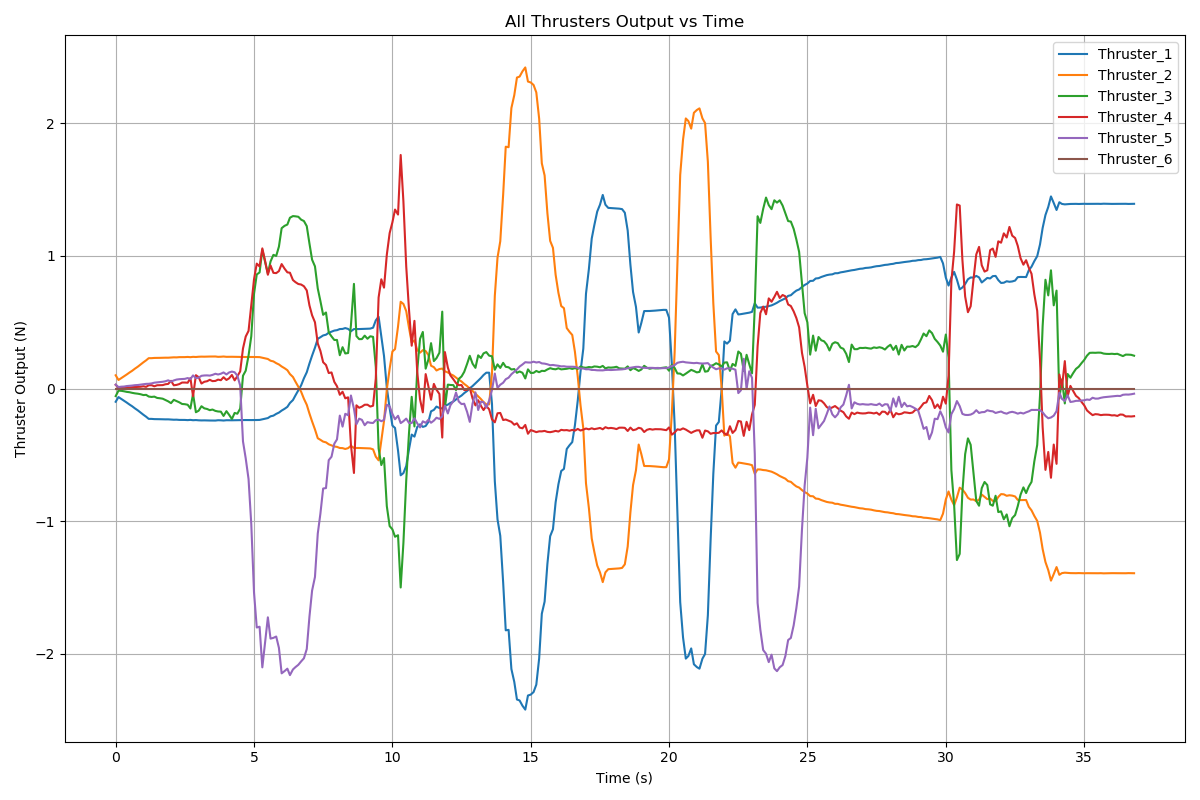 All Thrusters Output vs Time
Thruster_1
Thruster_2
Thruster_3
Thruster_4
Thruster_5
Thruster_6
Thruster Output (N)
2
1
0
−1
−2
0 5 10 15 20 25 30 35
Time (s)